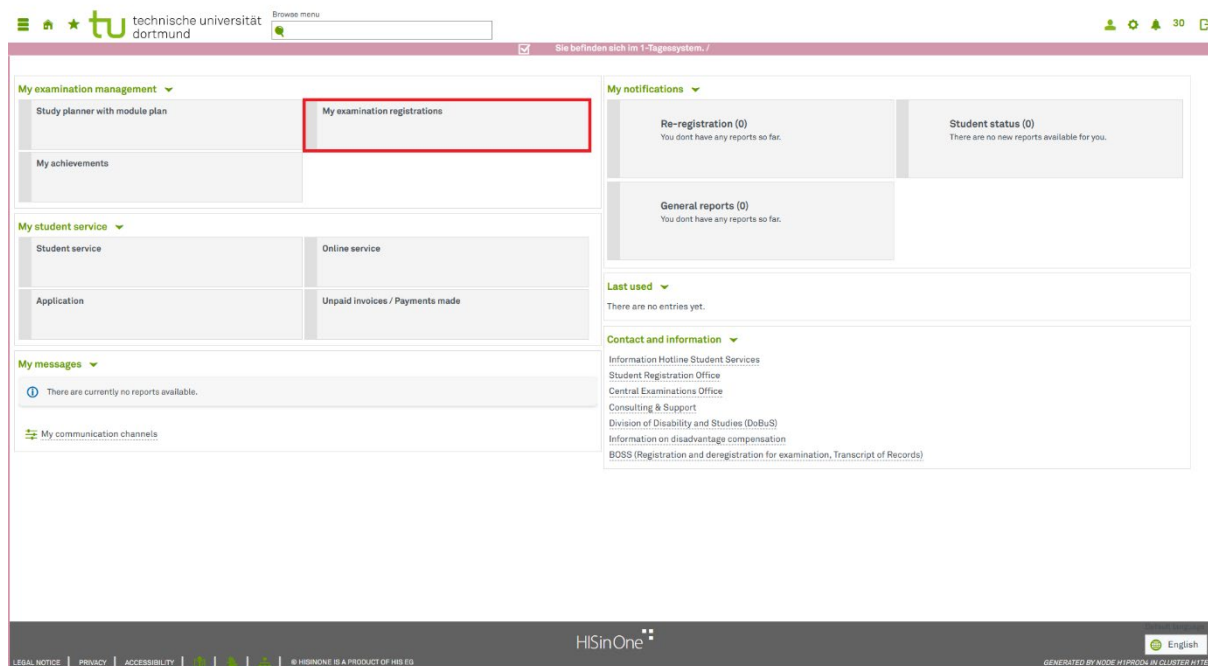 technische universität
dortmund
Browse menu
30
Sie befinden sich im 1-Tagessystem. /
My examination management
Study planner with module plan
My examination registrations
My achievements
My student service
Student service
Online service
Application
Unpaid invoices / Payments made
My messages
There are currently no reports available.
My communication channels
My notifications
Re-registration (0)
You dont have any reports so far.
Student status (0)
There are no new reports available for you.
General reports (0)
You dont have any reports so far.
Last used
There are no entries yet.
Contact and information
Information Hotline Student Services
Student Registration Office
Central Examinations Office
Consulting & Support
Division of Disability and Studies (DoBuS)
Information on disadvantage compensation
BOSS (Registration and deregistration for examination, Transcript of Records)
HISinOne
English
LEGAL NOTICE | PRIVACY | ACCESSIBILITY
© HISINONE IS A PRODUCT OF HIS EG
GENERATED BY NODE H1PROD4 IN CLUSTER H1TE